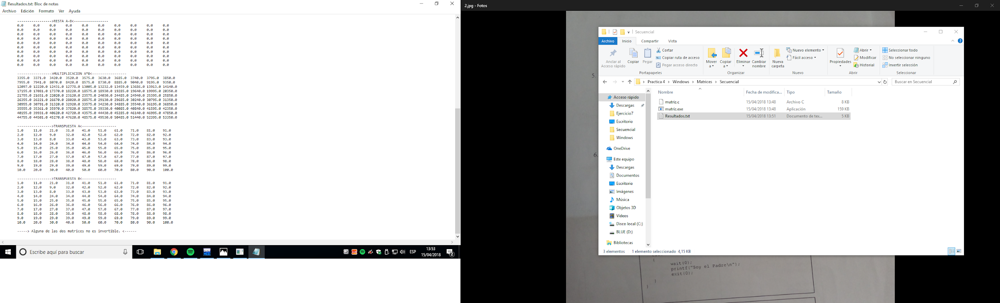 Resultados.txt: Bloc de notas
Archivo Edición Formato Ver Ayuda
----------------->RESTA A-B<-----------------
0.0 0.0 0.0 0.0 0.0 0.0 0.0 0.0 0.0 0.0
0.0 0.0 0.0 0.0 0.0 0.0 0.0 0.0 0.0 0.0
0.0 0.0 0.0 0.0 0.0 0.0 0.0 0.0 0.0 0.0
0.0 0.0 0.0 0.0 0.0 0.0 0.0 0.0 0.0 0.0
0.0 0.0 0.0 0.0 0.0 0.0 0.0 0.0 0.0 0.0
0.0 0.0 0.0 0.0 0.0 0.0 0.0 0.0 0.0 0.0
0.0 0.0 0.0 0.0 0.0 0.0 0.0 0.0 0.0 0.0
0.0 0.0 0.0 0.0 0.0 0.0 0.0 0.0 0.0 0.0
0.0 0.0 0.0 0.0 0.0 0.0 0.0 0.0 0.0 0.0
0.0 0.0 0.0 0.0 0.0 0.0 0.0 0.0 0.0 0.0
----------------->MULTIPLICACION A*B<-----------------
3355.0 3371.0 3420.0 3520.0 3575.0 3630.0 3685.0 3740.0 3795.0 3850.0
7955.0 7941.0 8070.0 8420.0 8575.0 8730.0 8885.0 9040.0 9195.0 9350.0
12097.0 12220.0 12431.0 12778.0 13005.0 13232.0 13459.0 13686.0 13913.0 14140.0
17155.0 17081.0 17370.0 18220.0 18575.0 18930.0 19285.0 19640.0 19995.0 20350.0
21755.0 21651.0 22020.0 23120.0 23575.0 24030.0 24485.0 24940.0 25395.0 25850.0
26355.0 26221.0 26670.0 28020.0 28575.0 29130.0 29685.0 30240.0 30795.0 31350.0
30955.0 30791.0 31320.0 32920.0 33575.0 34230.0 34885.0 35540.0 36195.0 36850.0
35555.0 35361.0 35970.0 37820.0 38575.0 39330.0 40085.0 40840.0 41595.0 42350.0
40155.0 39931.0 40620.0 42720.0 43575.0 44430.0 45285.0 46140.0 46995.0 47850.0
44755.0 44501.0 45270.0 47620.0 48575.0 49530.0 50485.0 51440.0 52395.0 53350.0
----------------->TRANSPUESTA A<-----------------
1.0 11.0 21.0 31.0 41.0 51.0 61.0 71.0 81.0 91.0
2.0 12.0 9.0 32.0 42.0 52.0 62.0 72.0 82.0 92.0
3.0 13.0 8.0 33.0 43.0 53.0 63.0 73.0 83.0 93.0
4.0 14.0 24.0 34.0 44.0 54.0 64.0 74.0 84.0 94.0
5.0 15.0 25.0 35.0 45.0 55.0 65.0 75.0 85.0 95.0
6.0 16.0 26.0 36.0 46.0 56.0 66.0 76.0 86.0 96.0
7.0 17.0 27.0 37.0 47.0 57.0 67.0 77.0 87.0 97.0
8.0 18.0 28.0 38.0 48.0 58.0 68.0 78.0 88.0 98.0
9.0 19.0 29.0 39.0 49.0 59.0 69.0 79.0 89.0 99.0
10.0 20.0 30.0 40.0 50.0 60.0 70.0 80.0 90.0 100.0
----------------->TRANSPUESTA B<-----------------
1.0 11.0 21.0 31.0 41.0 51.0 61.0 71.0 81.0 91.0
2.0 12.0 9.0 32.0 42.0 52.0 62.0 72.0 82.0 92.0
3.0 13.0 8.0 33.0 43.0 53.0 63.0 73.0 83.0 93.0
4.0 14.0 24.0 34.0 44.0 54.0 64.0 74.0 84.0 94.0
5.0 15.0 25.0 35.0 45.0 55.0 65.0 75.0 85.0 95.0
6.0 16.0 26.0 36.0 46.0 56.0 66.0 76.0 86.0 96.0
7.0 17.0 27.0 37.0 47.0 57.0 67.0 77.0 87.0 97.0
8.0 18.0 28.0 38.0 48.0 58.0 68.0 78.0 88.0 98.0
9.0 19.0 29.0 39.0 49.0 59.0 69.0 79.0 89.0 99.0
10.0 20.0 30.0 40.0 50.0 60.0 70.0 80.0 90.0 100.0
-----> Alguna de las dos matrices no es invertible. <------
Escribe aquí para buscar
DEV
ESP
13:53
15/04/2018
2
2.jpg - Fotos
5.
6.
Secuencial
Archivo Inicio Compartir Vista
Anclar al Acceso rápido
Copiar
Pegar
Cortar
Copiar ruta de acceso
Pegar acceso directo
Portapapeles
Mover a
Copiar a
Eliminar
Cambiar nombre
Organizar
Nueva carpeta
Nuevo elemento
Fácil acceso
Nuevo
Propiedades
Abrir
Modificar
Historial
Abrir
Seleccionar todo
No seleccionar ninguno
Invertir selección
Seleccionar
Practica 4 > Windows > Matrices > Secuencial
Buscar en Secuencial
Acceso rápido
Descargas
Ejercicio7
Escritorio
Secuencial
Windows
OneDrive
Este equipo
Descargas
Documentos
Escritorio
Imágenes
Música
Objetos 3D
Vídeos
Disco local (C:)
BLUE (D:)
Bibliotecas
Nombre Fecha de modifica... Tipo Tamaño
matriz.c 15/04/2018 13:48 Archivo C 8 KB
matriz.exe 15/04/2018 13:48 Aplicación 159 KB
Resultados.txt 15/04/2018 13:51 Documento de tex... 5 KB
3 elementos 1 elemento seleccionado 4,15 KB
{
wait(0);
printf("Soy el Padre\n");
exit(0);
}
}